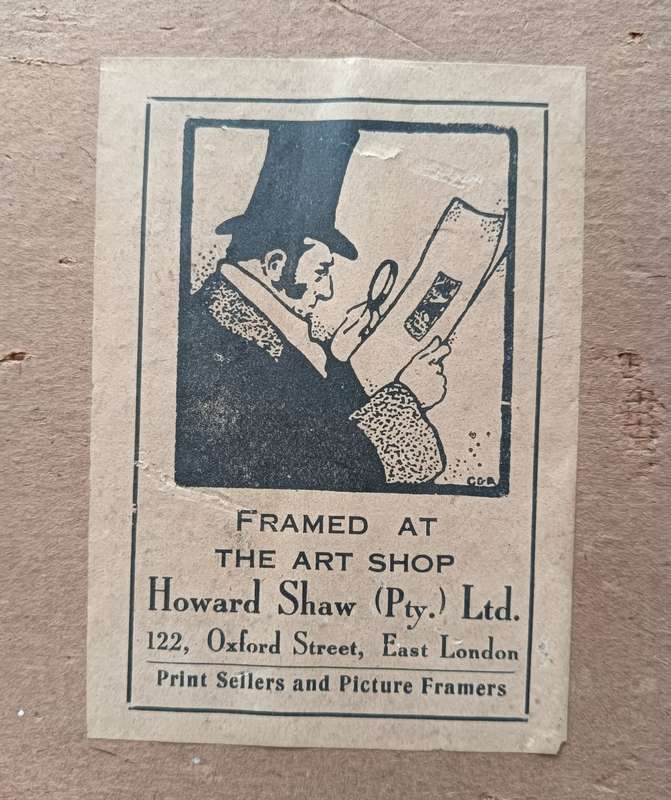 C&R
FRAMED AT
THE ART SHOP
Howard Shaw (Pty.) Ltd.
122, Oxford Street, East London
Print Sellers and Picture Framers